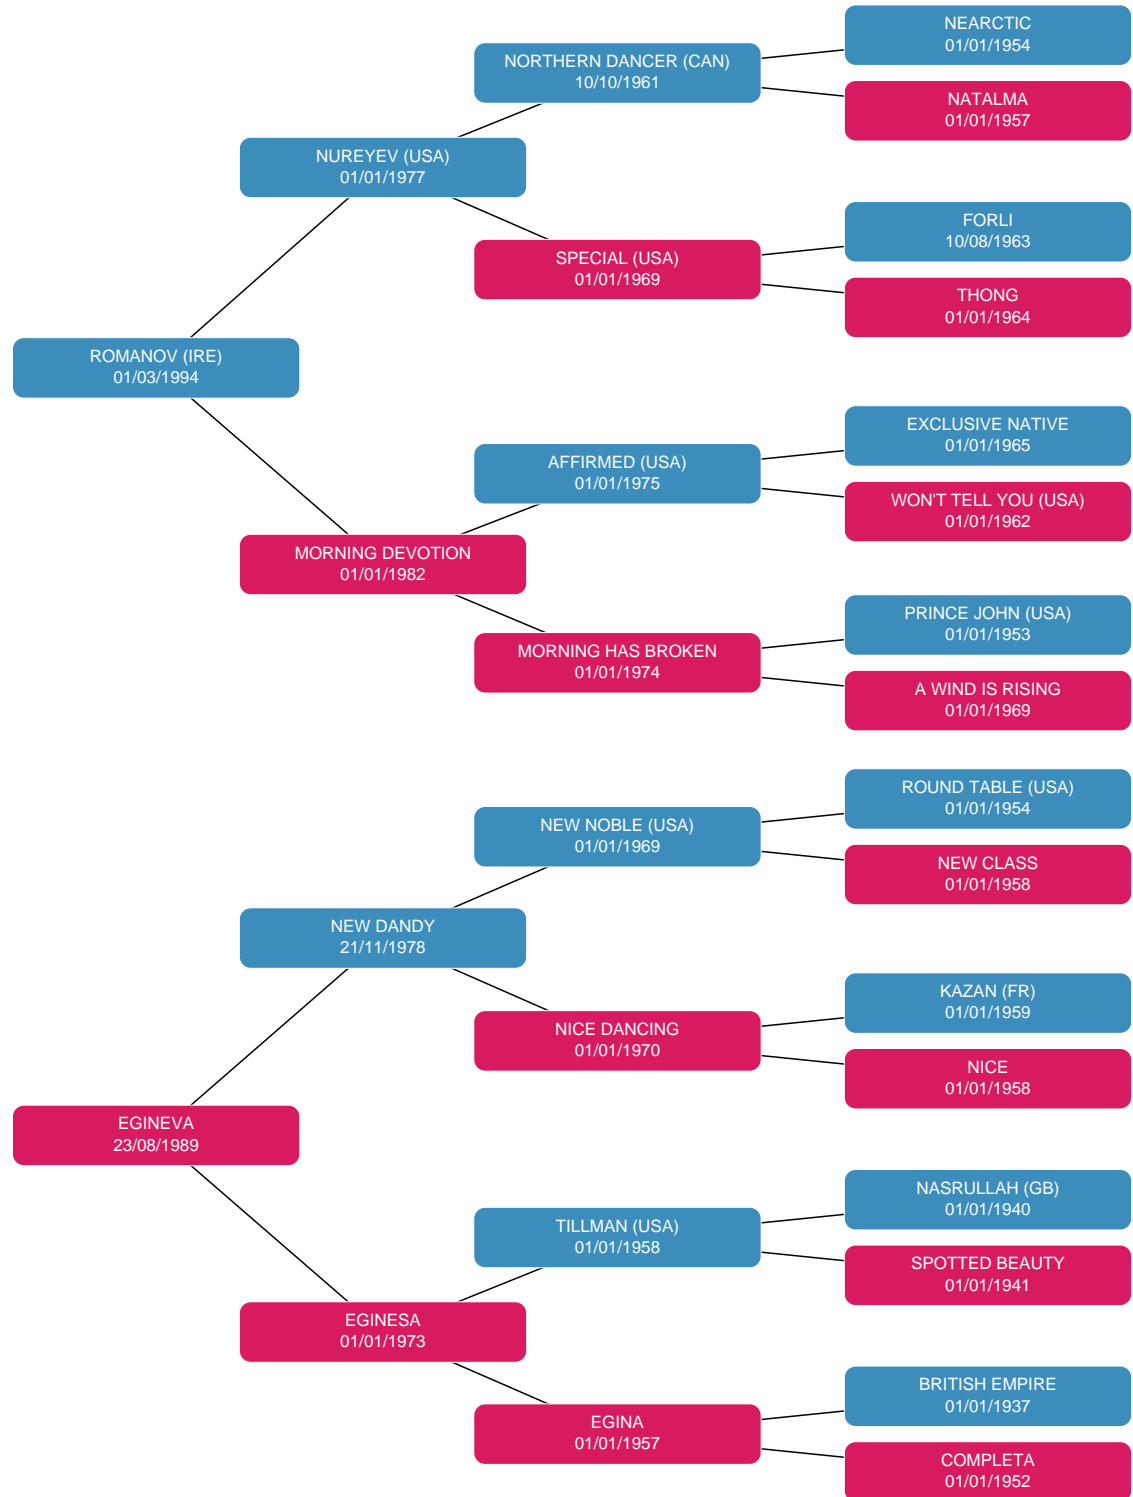 NEARCTIC
01/01/1954
NORTHERN DANCER (CAN)
10/10/1961
NATALMA
01/01/1957
NUREYEV (USA)
01/01/1977
FORLI
10/08/1963
SPECIAL (USA)
01/01/1969
THONG
01/01/1964
ROMANOV (IRE)
01/03/1994
EXCLUSIVE NATIVE
01/01/1965
AFFIRMED (USA)
01/01/1975
WON'T TELL YOU (USA)
01/01/1962
MORNING DEVOTION
01/01/1982
PRINCE JOHN (USA)
01/01/1953
MORNING HAS BROKEN
01/01/1974
A WIND IS RISING
01/01/1969
ROUND TABLE (USA)
01/01/1954
NEW NOBLE (USA)
01/01/1969
NEW CLASS
01/01/1958
NEW DANDY
21/11/1978
KAZAN (FR)
01/01/1959
NICE DANCING
01/01/1970
NICE
01/01/1958
EGINEVA
23/08/1989
NASRULLAH (GB)
01/01/1940
TILLMAN (USA)
01/01/1958
SPOTTED BEAUTY
01/01/1941
EGINESA
01/01/1973
BRITISH EMPIRE
01/01/1937
EGINA
01/01/1957
COMPLETA
01/01/1952